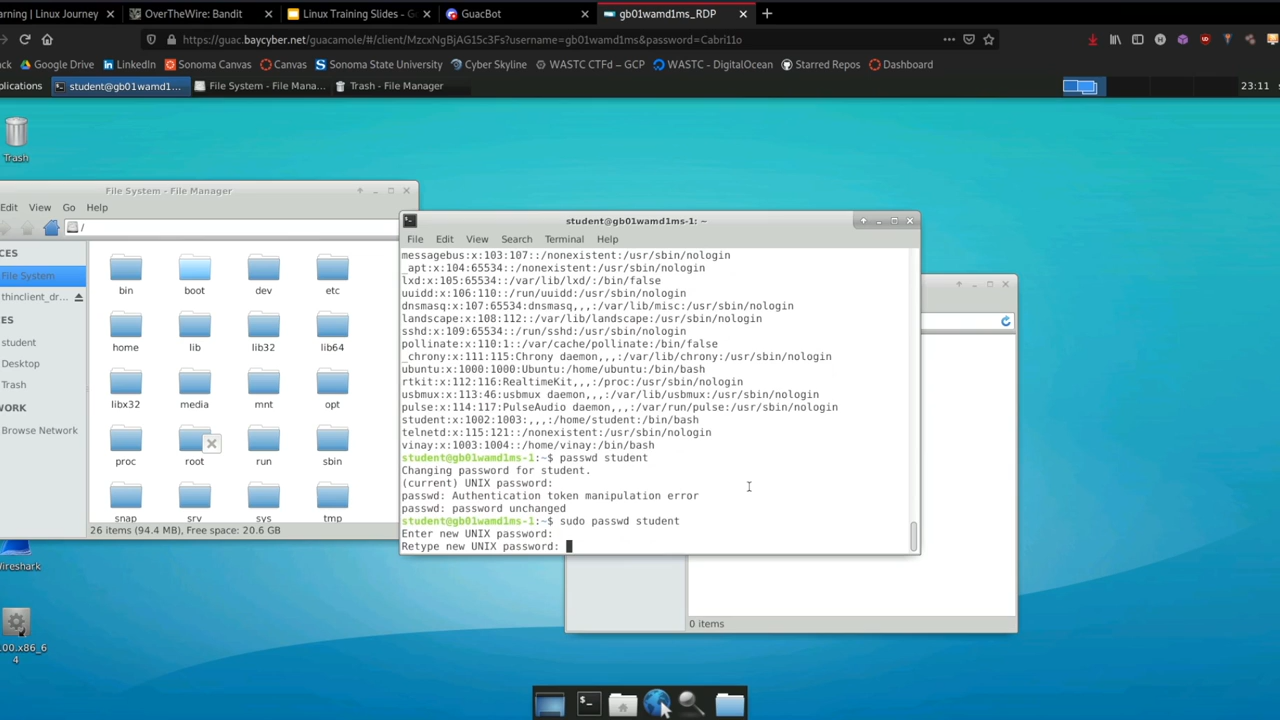 arning | Linux Journey
OverTheWire: Bandit
Linux Training Slides - Go
GuacBot
gb01wamd1ms_RDP
https://guac.baycyber.net/guacamole/#/client/MzcxNgBjAG15c3Fs?username=gb01wamd1ms&password=Cabri11o
ck
Google Drive
LinkedIn
Sonoma Canvas
Canvas
Sonoma State University
Cyber Skyline
WASTC CTFd – GCP
WASTC - DigitalOcean
Starred Repos
Dashboard
plications
student@gb01wamd1...
File System - File Mana...
Trash - File Manager
23:11
Trash
File System - File Manager
Edit View Go Help
/
CES
File System
thinclient_dr...
ES
student
Desktop
Trash
WORK
Browse Network
bin boot dev etc
home lib lib32 lib64
libx32 media mnt opt
proc root run sbin
snap srv sys tmp
26 items (94.4 MB), Free space: 20.6 GB
student@gb01wamd1ms-1: ~
File Edit View Search Terminal Help
messagebus:x:103:107::/nonexistent:/usr/sbin/nologin
_apt:x:104:65534::/nonexistent:/usr/sbin/nologin
lxd:x:105:65534::/var/lib/lxd/:/bin/false
uuidd:x:106:110::/run/uuidd:/usr/sbin/nologin
dnsmasq:x:107:65534:dnsmasq,,,:/var/lib/misc:/usr/sbin/nologin
landscape:x:108:112::/var/lib/landscape:/usr/sbin/nologin
sshd:x:109:65534::/run/sshd:/usr/sbin/nologin
pollinate:x:110:1::/var/cache/pollinate:/bin/false
_chrony:x:111:115:Chrony daemon,,,:/var/lib/chrony:/usr/sbin/nologin
ubuntu:x:1000:1000:Ubuntu:/home/ubuntu:/bin/bash
rtkit:x:112:116:RealtimeKit,,,:/proc:/usr/sbin/nologin
usbmux:x:113:46:usbmux daemon,,,:/var/lib/usbmux:/usr/sbin/nologin
pulse:x:114:117:PulseAudio daemon,,,:/var/run/pulse:/usr/sbin/nologin
student:x:1002:1003:,,,:/home/student:/bin/bash
telnetd:x:115:121::/nonexistent:/usr/sbin/nologin
vinay:x:1003:1004::/home/vinay:/bin/bash
student@gb01wamd1ms-1:~$ passwd student
Changing password for student.
(current) UNIX password:
passwd: Authentication token manipulation error
passwd: password unchanged
student@gb01wamd1ms-1:~$ sudo passwd student
Enter new UNIX password:
Retype new UNIX password:
0 items
Wireshark
.00.x86_6
4